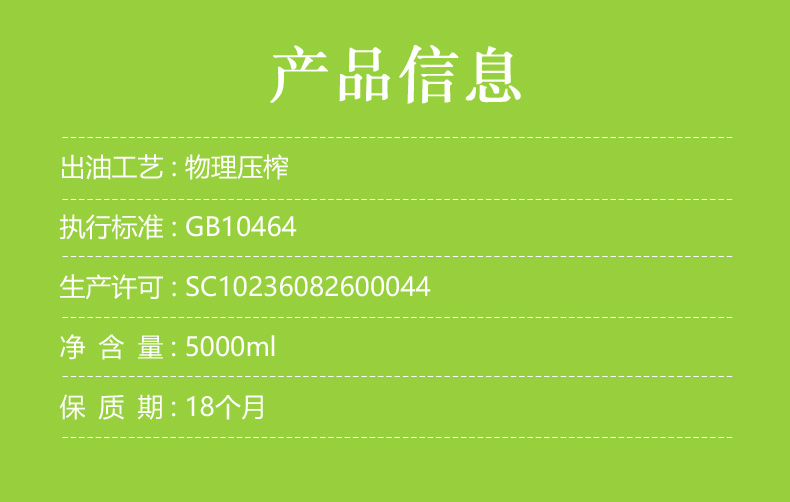 产品信息
出油工艺 : 物理压榨
执行标准 : GB10464
生产许可 : SC10236082600044
净 含 量 : 5000ml
保 质 期 : 18个月